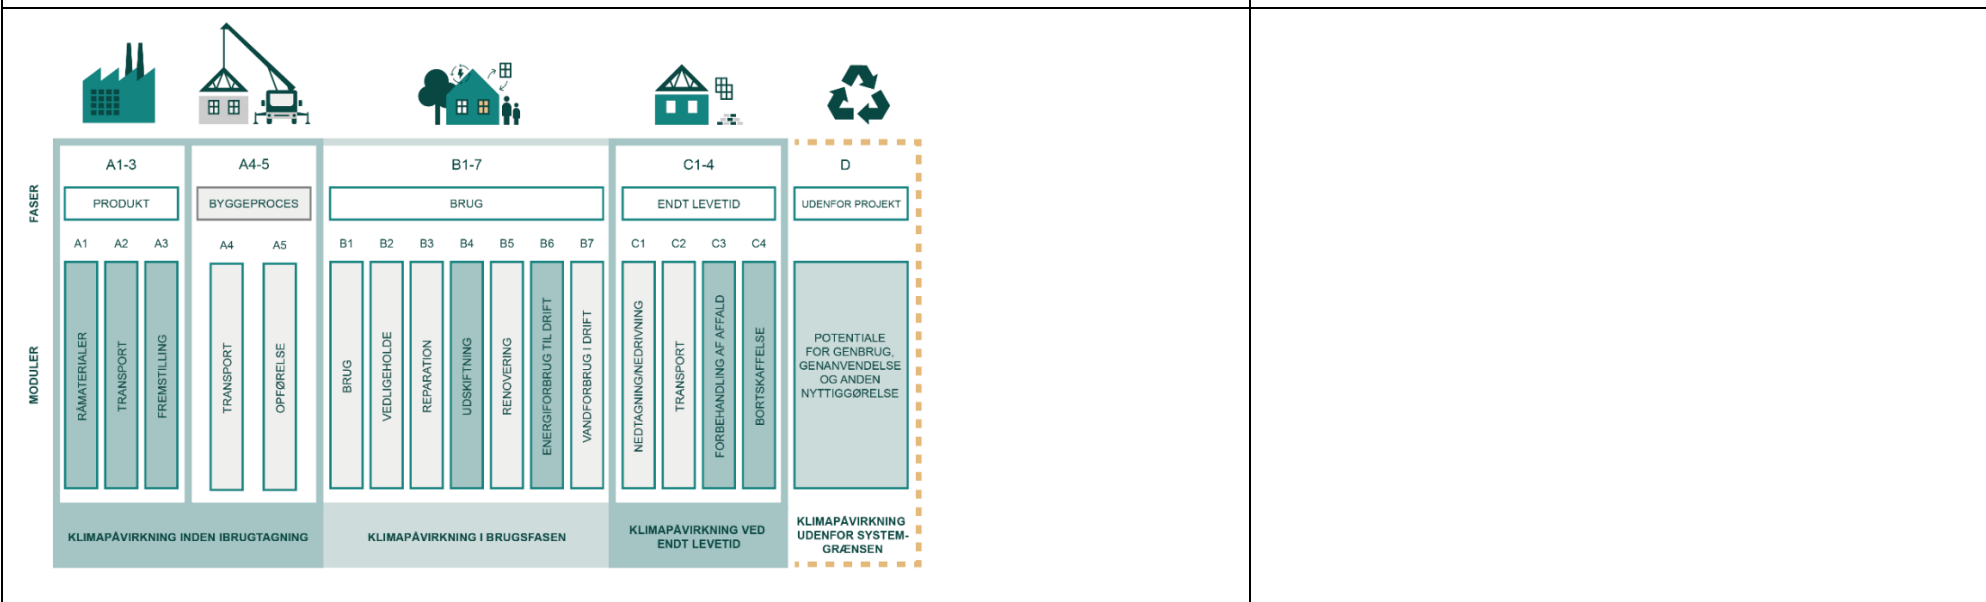 A1-3
A4-5
B1-7
C1-4
D
FASER
PRODUKT
BYGGEPROCES
BRUG
ENDT LEVETID
UDENFOR PROJEKT
A1
A2
A3
A4
A5
B1
B2
B3
B4
B5
B6
B7
C1
C2
C3
C4
MODULER
RÅMATERIALER
TRANSPORT
FREMSTILLING
TRANSPORT
OPFØRELSE
BRUG
VEDLIGEHOLDE
REPARATION
UDSKIFTNING
RENOVERING
ENERGIFORBRUG TIL DRIFT
VANDFORBRUG I DRIFT
NEDTAGNING/NEDRIVNING
TRANSPORT
FORBEHANDLING AF AFFALD
BORTSKAFFELSE
POTENTIALE
FOR GENBRUG,
GENANVENDELSE
OG ANDEN
NYTTIGGØRELSE
KLIMAPÅVIRKNING INDEN IBRUGTAGNING
KLIMAPÅVIRKNING I BRUGSFASEN
KLIMAPÅVIRKNING VED
ENDT LEVETID
KLIMAPÅVIRKNING
UDENFOR SYSTEM-
GRÆNSEN